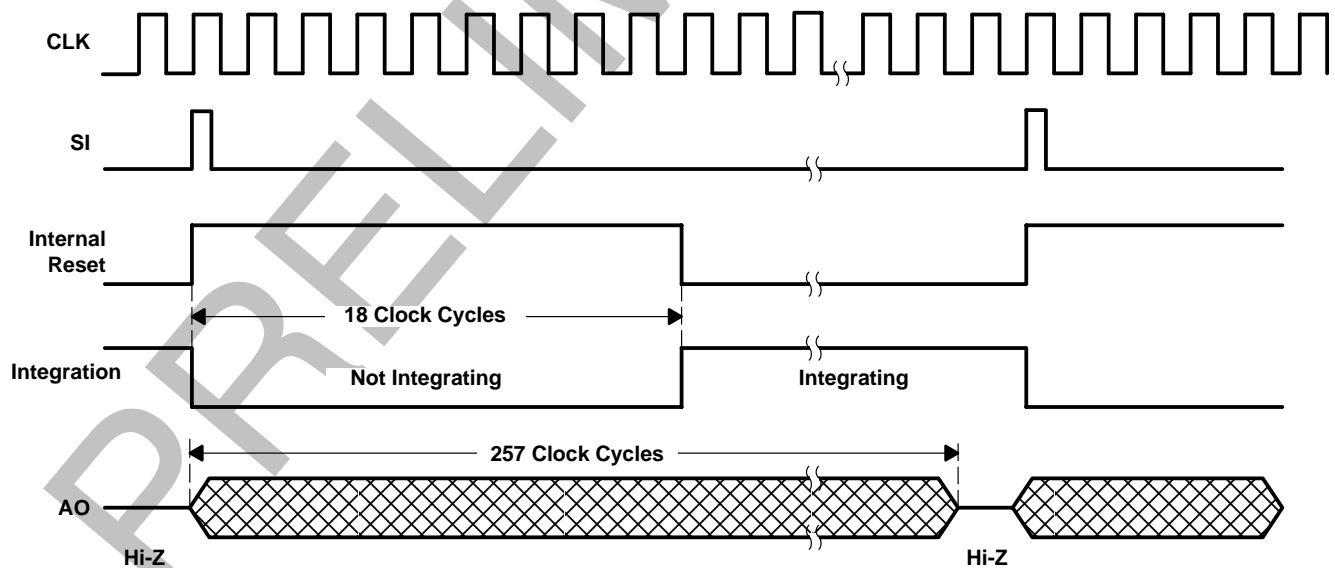 PRELIM
CLK
SI
Internal
Reset
18 Clock Cycles
Integration
Not Integrating
Integrating
257 Clock Cycles
AO
Hi-Z
Hi-Z